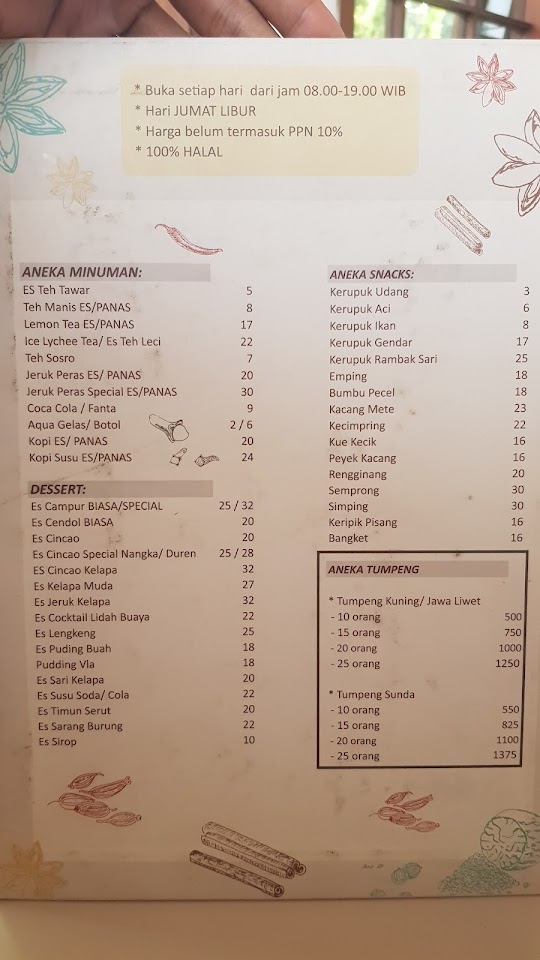 * Buka setiap hari dari jam 08.00-19.00 WIB
* Hari JUMAT LIBUR
* Harga belum termasuk PPN 10%
* 100% HALAL
ANEKA MINUMAN:
ES Teh Tawar 5
Teh Manis ES/PANAS 8
Lemon Tea ES/PANAS 17
Ice Lychee Tea/ Es Teh Leci 22
Teh Sosro 7
Jeruk Peras ES/ PANAS 20
Jeruk Peras Special ES/PANAS 30
Coca Cola / Fanta 9
Aqua Gelas/ Botol 2 / 6
Kopi ES/ PANAS 20
Kopi Susu ES/PANAS 24
DESSERT:
Es Campur BIASA/SPECIAL 25 / 32
Es Cendol BIASA 20
Es Cincao 20
Es Cincao Special Nangka/ Duren 25 / 28
ES Cincao Kelapa 32
Es Kelapa Muda 27
Es Jeruk Kelapa 32
Es Cocktail Lidah Buaya 22
Es Lengkeng 25
Es Puding Buah 18
Pudding Vla 18
Es Sari Kelapa 20
Es Susu Soda/ Cola 22
Es Timun Serut 20
Es Sarang Burung 22
Es Sirop 10
ANEKA SNACKS:
Kerupuk Udang 3
Kerupuk Aci 6
Kerupuk Ikan 8
Kerupuk Gendar 17
Kerupuk Rambak Sari 25
Emping 18
Bumbu Pecel 18
Kacang Mete 23
Kecimpring 22
Kue Kecik 16
Peyek Kacang 16
Rengginang 20
Semprong 30
Simping 30
Keripik Pisang 16
Bangket 16
ANEKA TUMPENG
* Tumpeng Kuning/ Jawa Liwet
- 10 orang 500
- 15 orang 750
- 20 orang 1000
- 25 orang 1250
* Tumpeng Sunda
- 10 orang 550
- 15 orang 825
- 20 orang 1100
- 25 orang 1375